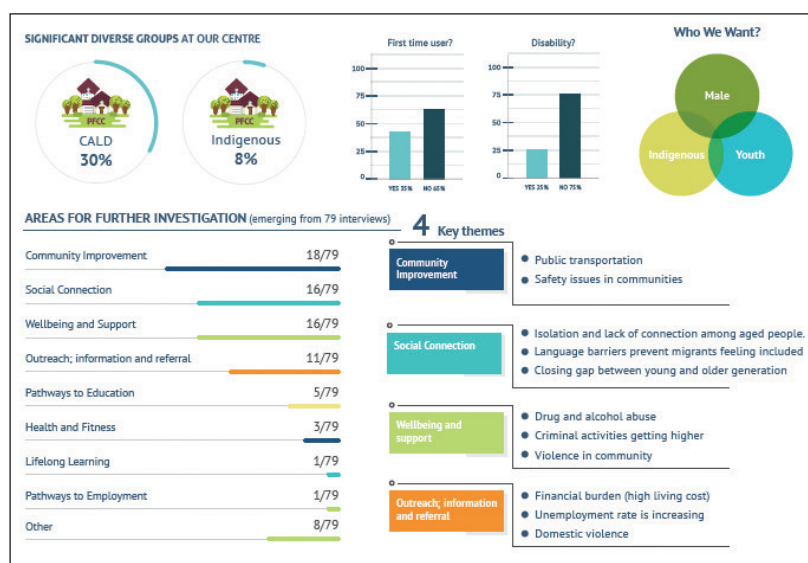 SIGNIFICANT DIVERSE GROUPS AT OUR CENTRE
PFCC
CALD
30%
PFCC
Indigenous
8%
First time user?
100
75
50
25
0
YES 35%
NO 65%
Disability?
100
75
50
25
0
YES 25%
NO 75%
Who We Want?
Male
Indigenous
Youth
AREAS FOR FURTHER INVESTIGATION (emerging from 79 interviews)
Community Improvement 18/79
Social Connection 16/79
Wellbeing and Support 16/79
Outreach; information and referral 11/79
Pathways to Education 5/79
Health and Fitness 3/79
Lifelong Learning 1/79
Pathways to Employment 1/79
Other 8/79
4 Key themes
Community
Improvement
Public transportation
Safety issues in communities
Social Connection
Isolation and lack of connection among aged people.
Language barriers prevent migrants feeling included
Closing gap between young and older generation
Wellbeing and
support
Drug and alcohol abuse
Criminal activities getting higher
Violence in community
Outreach; information
and referral
Financial burden (high living cost)
Unemployment rate is increasing
Domestic violence